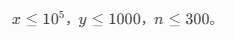 x ≤ 10⁵，y ≤ 1000，n ≤ 300。